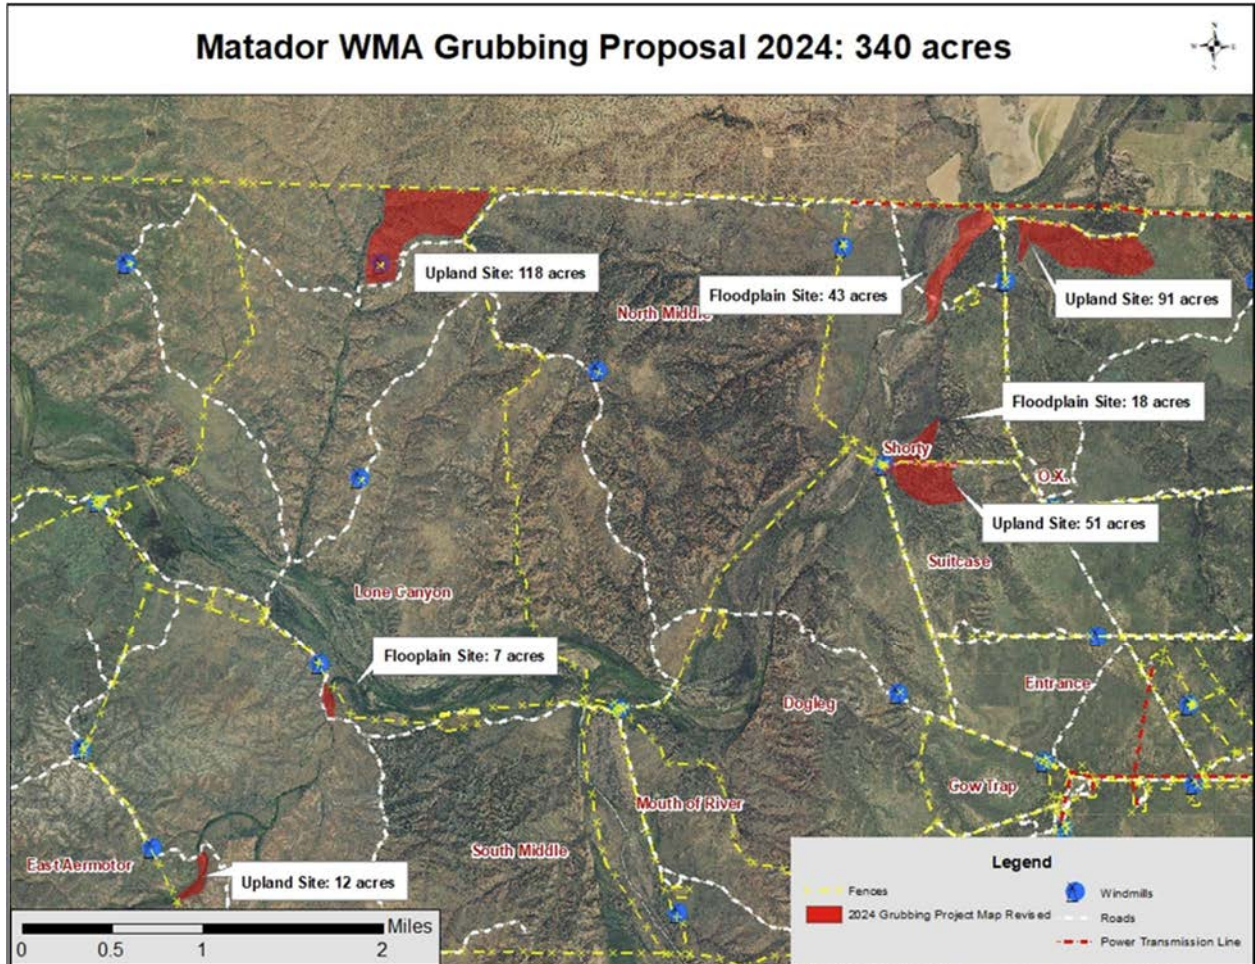 Matador WMA Grubbing Proposal 2024: 340 acres
N
W
E
S
Upland Site: 118 acres
Floodplain Site: 43 acres
Upland Site: 91 acres
North Middle
Floodplain Site: 18 acres
Shorty
O.X.
Upland Site: 51 acres
Suitcase
Lone Canyon
Flooplain Site: 7 acres
Entrance
Dogleg
Cow Trap
Mouth of River
South Middle
East Aermotor
Upland Site: 12 acres
Legend
Fences
Windmills
2024 Grubbing Project Map Revised
Roads
Power Transmission Line
Miles
0 0.5 1 2